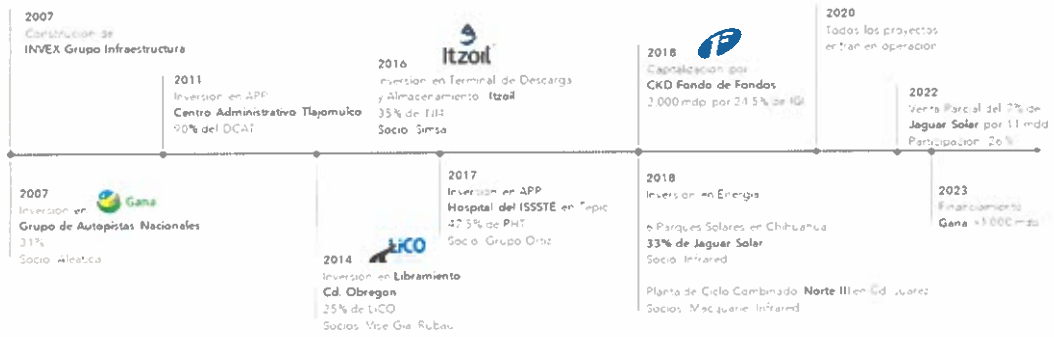 2007
Constitución de
INVEX Grupo Infraestructura
2011
Inversión en APP
Centro Administrativo Tlajomulco
90% del DCAT
2016
Itzoil
Inversión en Terminal de Descarga
y Almacenamiento Itzoil
35% de
Socio Simsa
2018
Capitalización por
CKD Fondo de Fondos
2,000 mdp por 24.5% de IGI
2020
Todos los proyectos
entran en operación
2022
Venta Parcial del 7% de
Jaguar Solar por 11 mdd
Participación 26%
2007
Gana
Inversión en
Grupo de Autopistas Nacionales
31%
Socio Aleatica
2014
LiCO
Inversión en Libramiento
Cd. Obregon
25% de LiCO
Socios Mise Gia Rubau
2017
Inversión en APP
Hospital del ISSSTE en Tepic
47.5% de PHT
Socio Grupo Ortiz
2018
Inversión en Energía
6 Parques Solares en Chihuahua
33% de Jaguar Solar
Socio Infrared
Planta de Ciclo Combinado Norte III en Cd. Juarez
Socios Macquarie Infrared
2023
Financiamiento
Gana